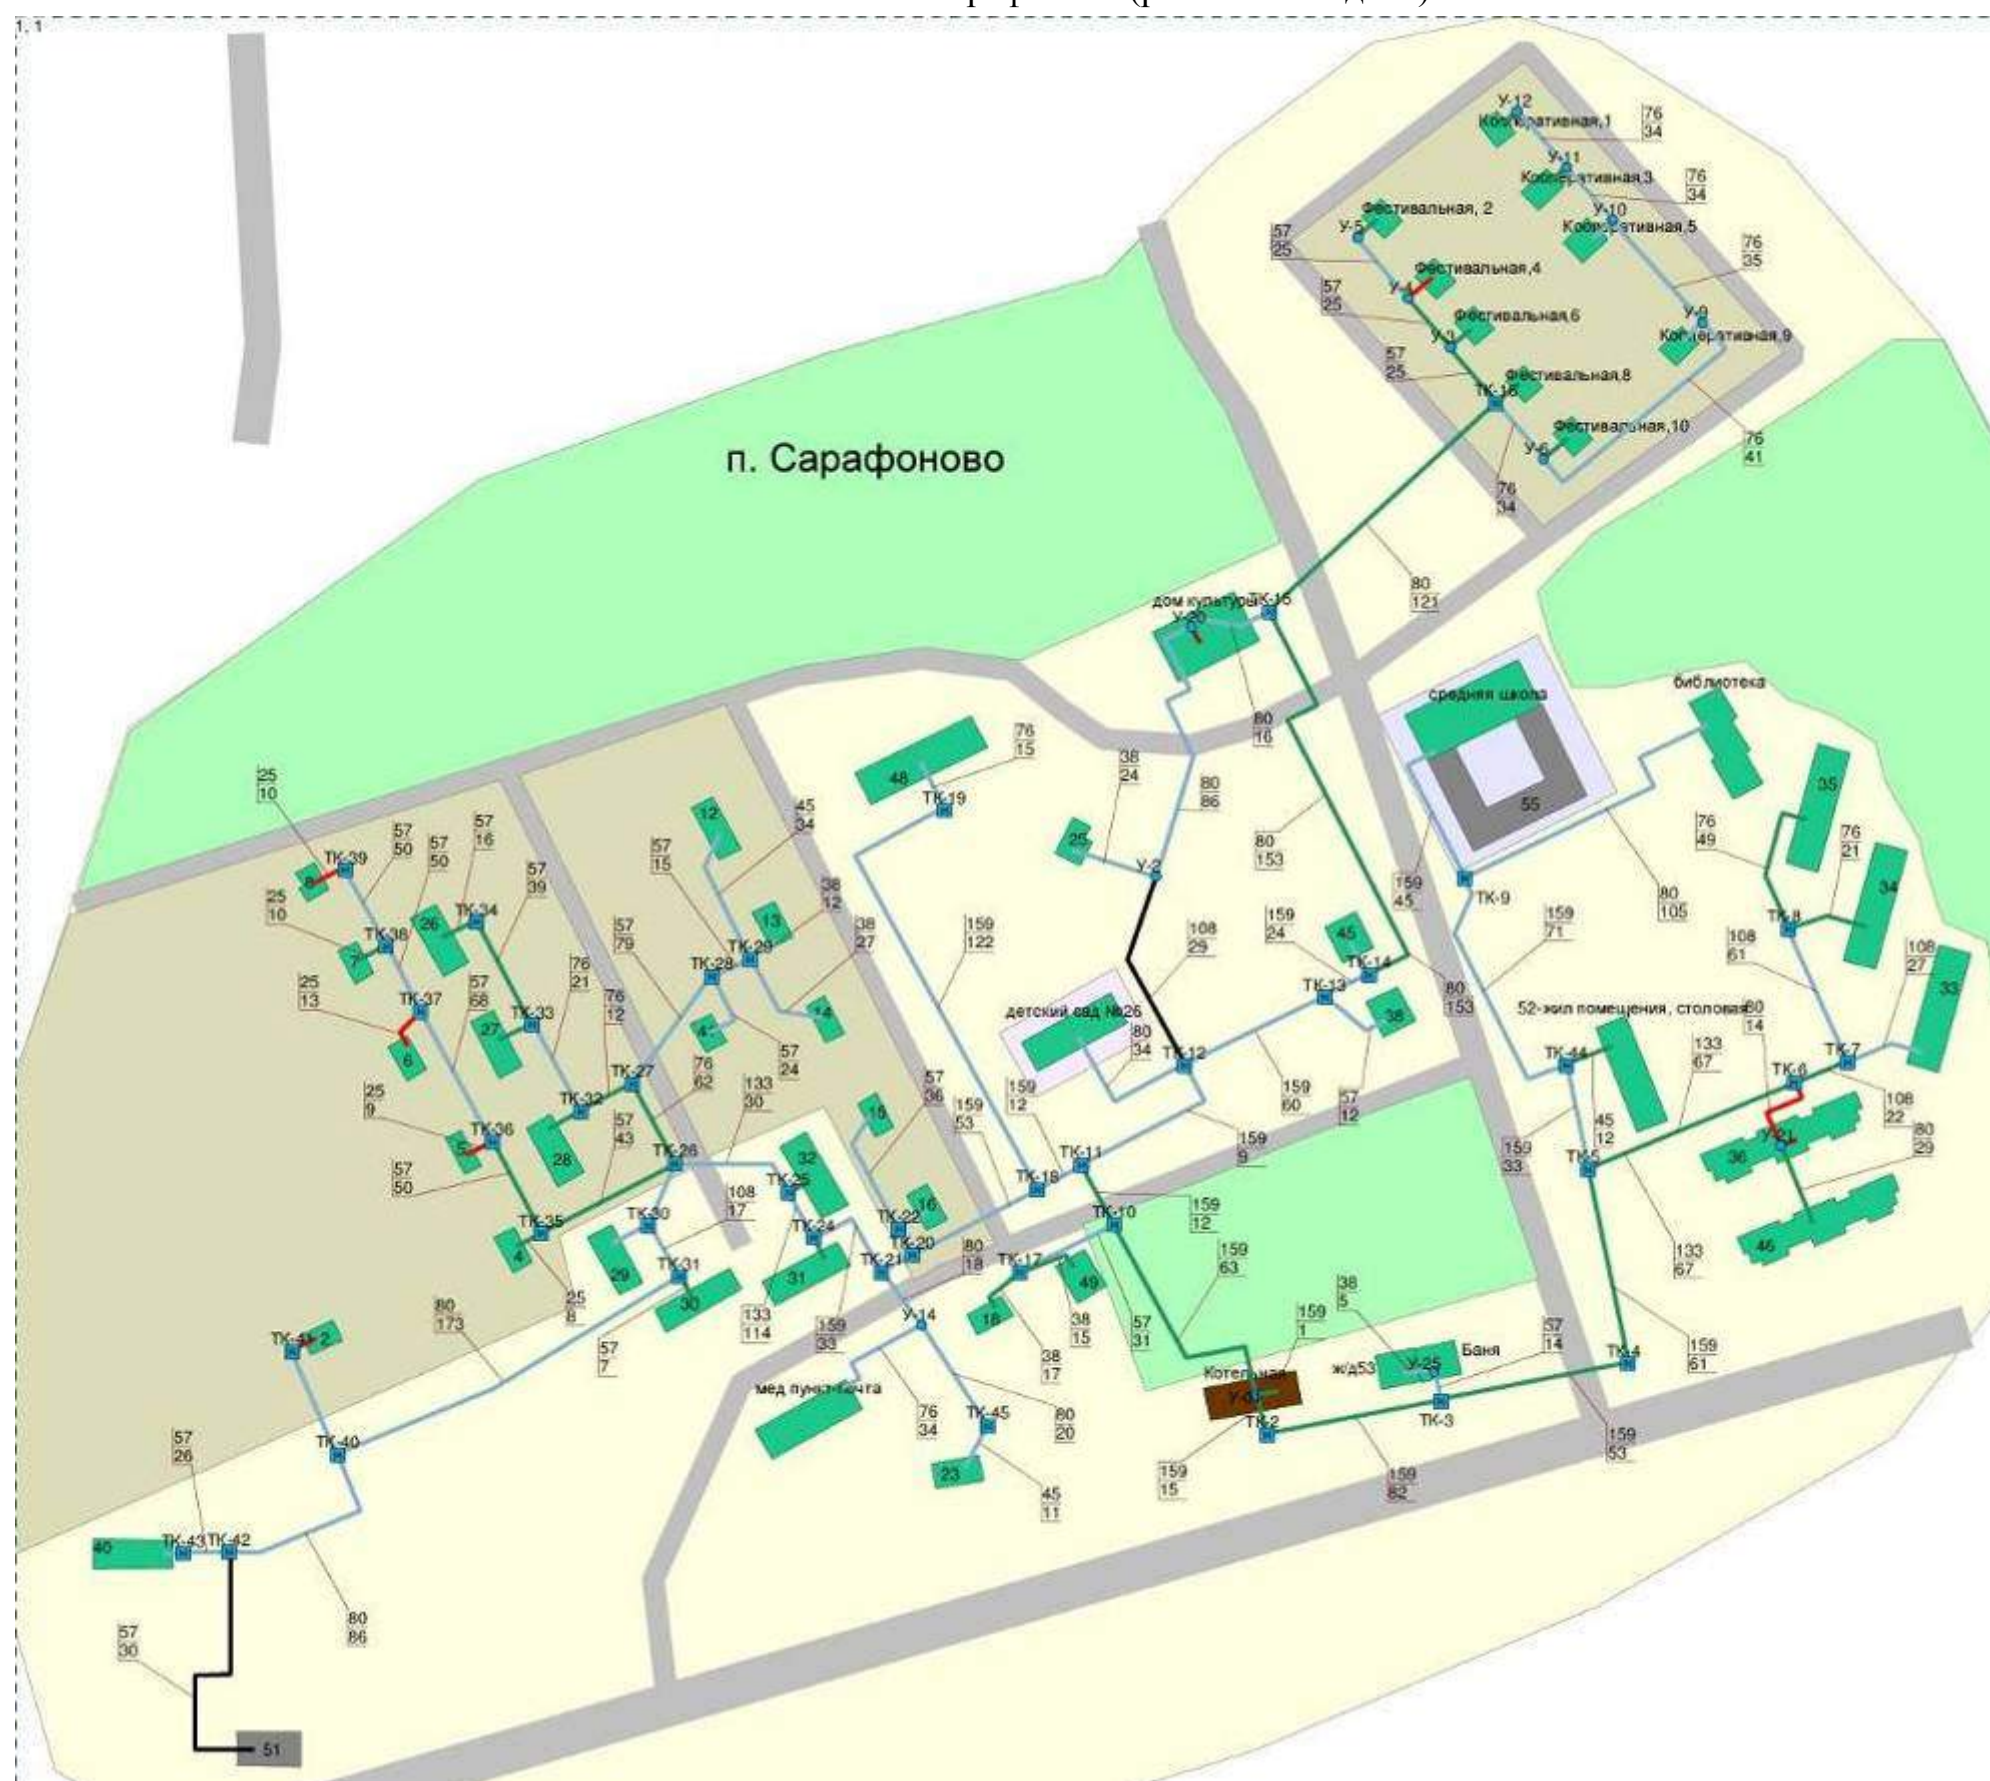 1, 1
У-12
Кооперативная,1
76
34
У-11
Кооперативная,3
76
34
Фестивальная, 2
У-5
У-10
Кооперативная,5
57
25
76
35
Фестивальная,4
У-4
57
25
Фестивальная,6
У-3
У-9
Кооперативная,9
57
25
Фестивальная,8
ТК-16
Фестивальная,10
У-6
76
41
76
34
п. Сарафоново
80
121
дом культуры
ТК-15
У-20
80
16
средняя школа
библиотека
55
35
76
49
76
21
34
ТК-8
108
61
108
27
33
80
105
ТК-9
159
45
159
71
48
76
15
ТК-19
38
24
80
86
25
У-2
80
153
159
24
45
ТК-14
ТК-13
38
80
153
108
29
159
122
детский сад №26
80
34
ТК-12
159
60
57
12
159
9
159
12
ТК-11
159
53
ТК-18
12
45
34
57
15
38
12
13
38
27
ТК-29
ТК-28
14
57
79
57
24
57
36
25
10
ТК-39
8
57
50
57
50
57
16
57
39
25
10
ТК-38
7
ТК-34
26
25
13
ТК-37
6
57
68
27
ТК-33
76
21
76
12
ТК-27
ТК-32
76
62
133
30
25
9
ТК-36
5
28
57
43
57
50
ТК-26
32
ТК-25
15
16
ТК-22
ТК-20
ТК-24
ТК-21
80
18
ТК-35
4
108
17
ТК-30
29
ТК-31
30
31
25
8
57
7
133
114
159
33
У-14
80
173
ТК-41
2
мед пункт-почта
76
34
ТК-45
80
20
23
45
11
ТК-10
159
12
ТК-17
49
18
38
15
38
17
159
63
57
31
38
5
159
1
Котельная
ТК-2
159
15
ж/д53
У-25
Баня
57
14
ТК-3
159
82
ТК-4
159
53
159
61
52-жил помещения, столовая
80
14
ТК-44
133
67
45
12
ТК-6
ТК-7
108
22
159
33
ТК-5
У-21
36
80
29
46
133
67
57
26
ТК-40
40
ТК-43
ТК-42
80
86
57
30
51